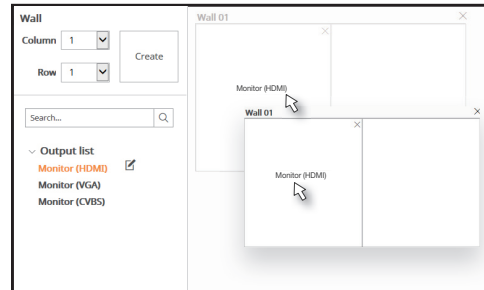 Wall
Column 1
Row 1
Create
Search...
Output list
Monitor (HDMI)
Monitor (VGA)
Monitor (CVBS)
Wall 01
Monitor (HDMI)
Wall 01
Monitor (HDMI)